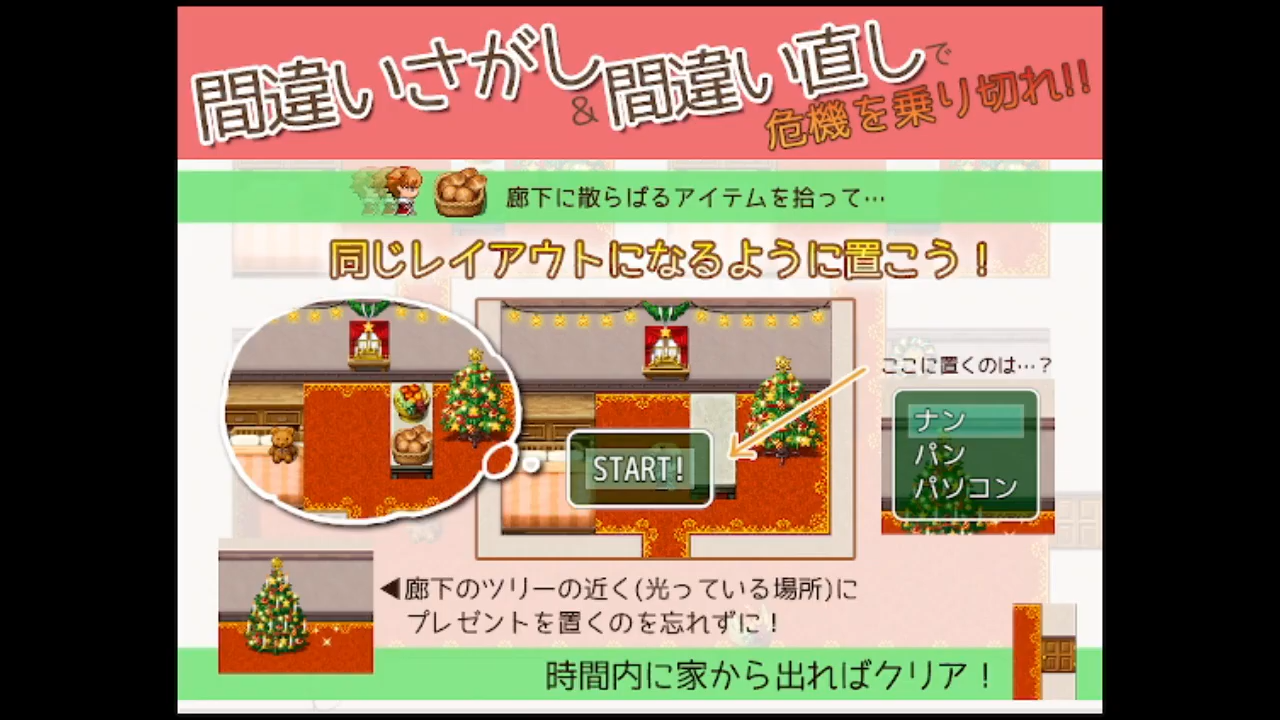 間違いさがし
&
間違い直しで
危機を乗り切れ!!
廊下に散らばるアイテムを拾って…
同じレイアウトになるように置こう！
ここに置くのは…？
ナン
パン
パソコン
START!
◀廊下のツリーの近く(光っている場所)に
プレゼントを置くのを忘れずに！
時間内に家から出ればクリア！